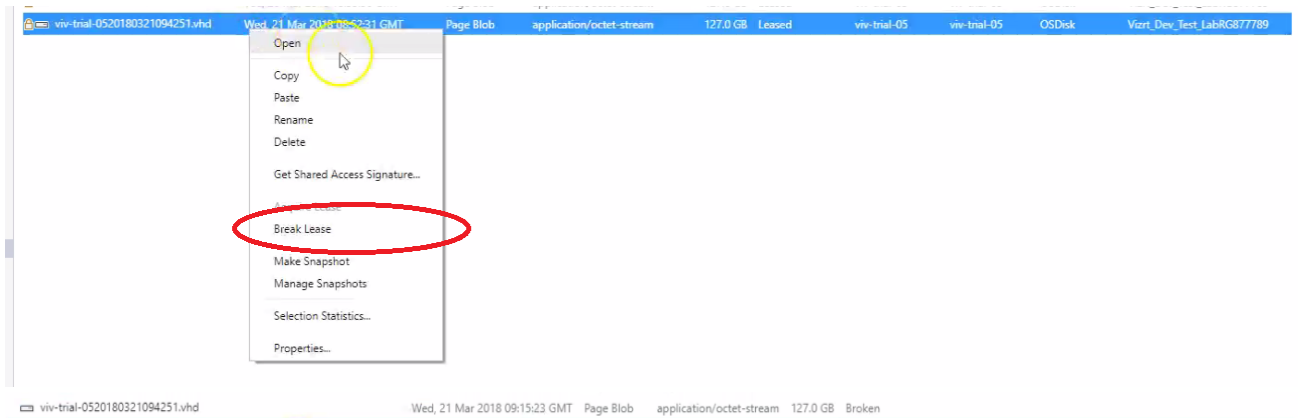 viv-trial-0520180321094251.vhd Wed, 21 Mar 2018 08:52:31 GMT Page Blob application/octet-stream 127.0 GB Leased viv-trial-05 viv-trial-05 OSDisk Vizrt_Dev_Test_LabRG877789
Open
Copy
Paste
Rename
Delete
Get Shared Access Signature...
Acquire Lease
Break Lease
Make Snapshot
Manage Snapshots
Selection Statistics...
Properties...
viv-trial-0520180321094251.vhd Wed, 21 Mar 2018 09:15:23 GMT Page Blob application/octet-stream 127.0 GB Broken